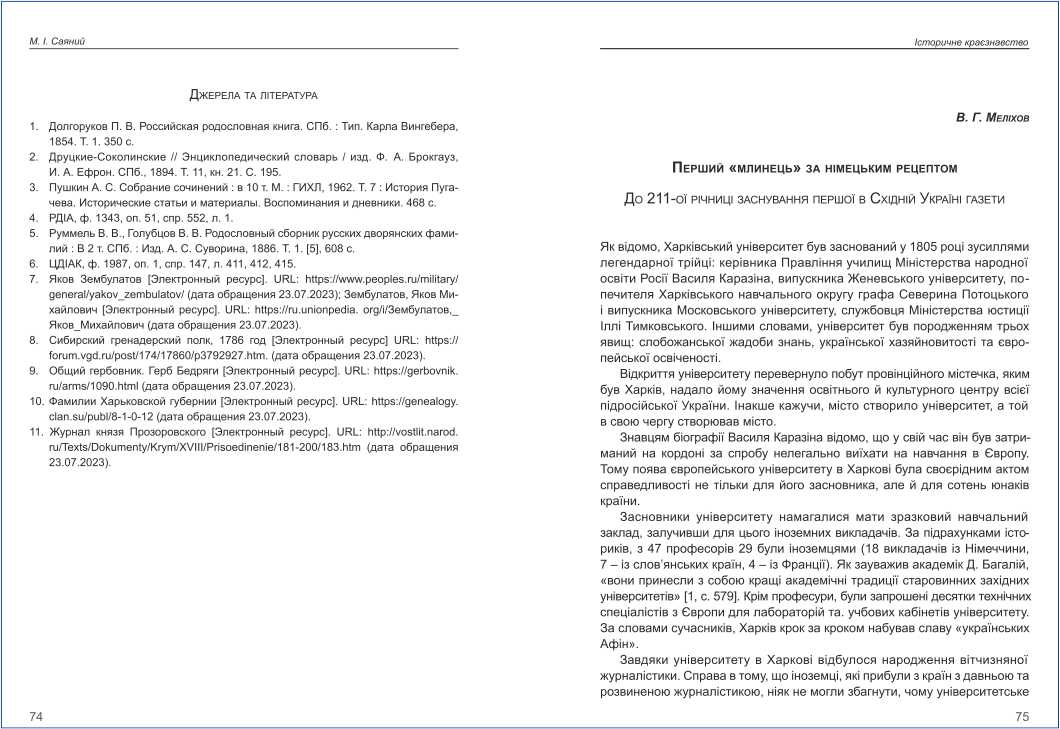 М. І. Саяний
Джерела та література
1. Долгоруков П. В. Российская родословная книга. СПб. : Тип. Карла Вингебера,
1854. Т. 1. 350 с.
2. Друцкие-Соколинские // Энциклопедический словарь / изд. Ф. А. Брокгауз,
И. А. Ефрон. СПб., 1894. Т. 11, кн. 21. С. 195.
3. Пушкин А. С. Собрание сочинений : в 10 т. М. : ГИХЛ, 1962. Т. 7 : История Пуга-
чева. Исторические статьи и материалы. Воспоминания и дневники. 468 с.
4. РДІА, ф. 1343, оп. 51, спр. 552, л. 1.
5. Руммель В. В., Голубцов В. В. Родословный сборник русских дворянских фами-
лий : В 2 т. СПб. : Изд. А. С. Суворина, 1886. Т. 1. [5], 608 с.
6. ЦДІАК, ф. 1987, оп. 1, спр. 147, л. 411, 412, 415.
7. Яков Зембулатов [Электронный ресурс]. URL: https://www.peoples.ru/military/
general/yakov_zembulatov/ (дата обращения 23.07.2023); Зембулатов, Яков Ми-
хайлович [Электронный ресурс]. URL: https://ru.unionpedia. org/i/Зембулатов,_
Яков_Михайлович (дата обращения 23.07.2023).
8. Сибирский гренадерский полк, 1786 год [Электронный ресурс] URL: https://
forum.vgd.ru/post/174/17860/p3792927.htm. (дата обращения 23.07.2023).
9. Общий гербовник. Герб Бедряги [Электронный ресурс]. URL: https://gerbovnik.
ru/arms/1090.html (дата обращения 23.07.2023).
10. Фамилии Харьковской губернии [Электронный ресурс]. URL: https://genealogy.
clan.su/publ/8-1-0-12 (дата обращения 23.07.2023).
11. Журнал князя Прозоровского [Электронный ресурс]. URL: http://vostlit.narod.
ru/Texts/Dokumenty/Krym/XVIII/Prisoedinenie/181-200/183.htm (дата обращения
23.07.2023).
74
Історичне краєзнавство
В. Г. Меліхов
Перший «млинець» за німецьким рецептом
До 211-ої річниці заснування першої в Східній Україні газети
Як відомо, Харківський університет був заснований у 1805 році зусиллями
легендарної трійці: керівника Правління училищ Міністерства народної
освіти Росії Василя Каразіна, випускника Женевського університету, по-
печителя Харківського навчального округу графа Северина Потоцького
і випускника Московського університету, службовця Міністерства юстиції
Іллі Тимковського. Іншими словами, університет був породженням трьох
явищ: слобожанської жадоби знань, української хазяйновитості та євро-
пейської освіченості.
Відкриття університету перевернуло побут провінційного містечка, яким
був Харків, надало йому значення освітнього й культурного центру всієї
підросійської України. Інакше кажучи, місто створило університет, а той
в свою чергу створював місто.
Знавцям біографії Василя Каразіна відомо, що у свій час він був затри-
маний на кордоні за спробу нелегально виїхати на навчання в Європу.
Тому поява європейського університету в Харкові була своєрідним актом
справедливості не тільки для його засновника, але й для сотень юнаків
країни.
Засновники університету намагалися мати зразковий навчальний
заклад, залучивши для цього іноземних викладачів. За підрахунками істо-
риків, з 47 професорів 29 були іноземцями (18 викладачів із Німеччини,
7 – із слов’янських країн, 4 – із Франції). Як зауважив академік Д. Багалій,
«вони принесли з собою кращі академічні традиції старовинних західних
університетів» [1, с. 579]. Крім професури, були запрошені десятки технічних
спеціалістів з Європи для лабораторій та. учбових кабінетів університету.
За словами сучасників, Харків крок за кроком набував славу «українських
Афін».
Завдяки університету в Харкові відбулося народження вітчизняної
журналістики. Справа в тому, що іноземці, які прибули з країн з давньою та
розвиненою журналістикою, ніяк не могли збагнути, чому університетське
75